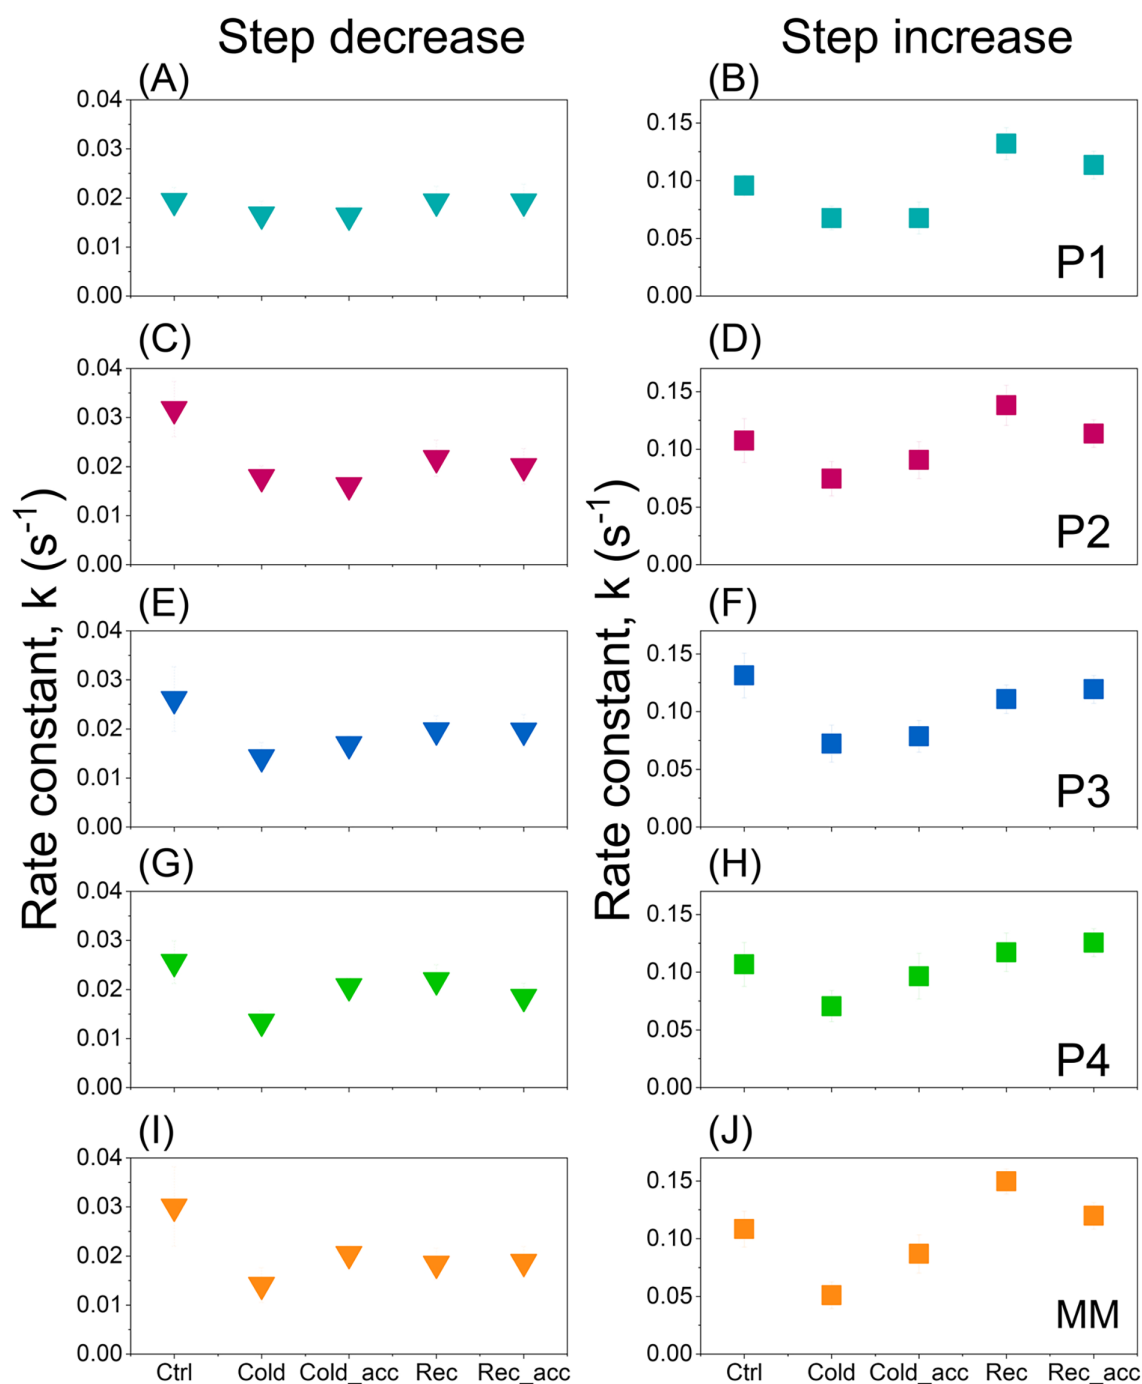 Step decrease
Step increase
(A)
(B)
0.04
0.03
0.02
0.01
0.00
0.15
0.10
0.05
0.00
P1
(C)
(D)
0.04
0.03
0.02
0.01
0.00
0.15
0.10
0.05
0.00
P2
Rate constant, k (s-1)
Rate constant, k (s-1)
(E)
(F)
0.04
0.03
0.02
0.01
0.00
0.15
0.10
0.05
0.00
P3
(G)
(H)
0.04
0.03
0.02
0.01
0.00
0.15
0.10
0.05
0.00
P4
(I)
(J)
0.04
0.03
0.02
0.01
0.00
0.15
0.10
0.05
0.00
MM
Ctrl Cold Cold_acc Rec Rec_acc
Ctrl Cold Cold_acc Rec Rec_acc